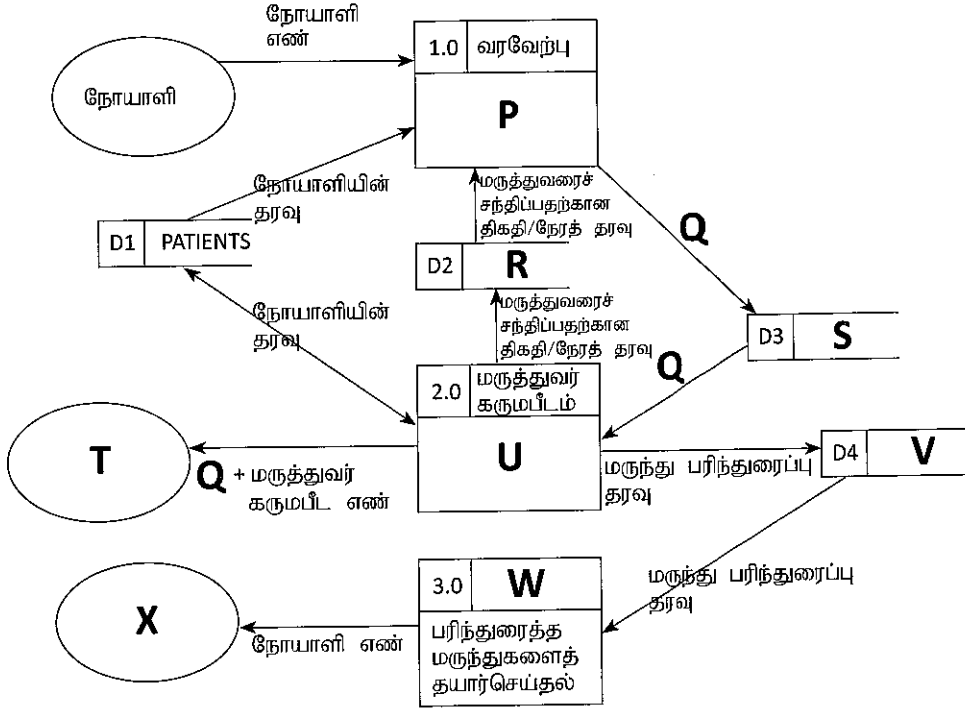 நோயாளி
எண்
1.0 வரவேற்பு
நோயாளி
P
நோயாளியின்
தரவு
மருத்துவரைச்
சந்திப்பதற்கான
திகதி/நேரத் தரவு
Q
D1 PATIENTS
D2 R
நோயாளியின்
தரவு
மருத்துவரைச்
சந்திப்பதற்கான
திகதி/நேரத் தரவு
D3 S
Q
2.0 மருத்துவர்
கருமபீடம்
T
U
D4 V
Q + மருத்துவர்
கருமபீட எண்
மருந்து பரிந்துரைப்பு
தரவு
3.0 W
மருந்து பரிந்துரைப்பு
தரவு
X
நோயாளி எண்
பரிந்துரைத்த
மருந்துகளைத்
தயார்செய்தல்